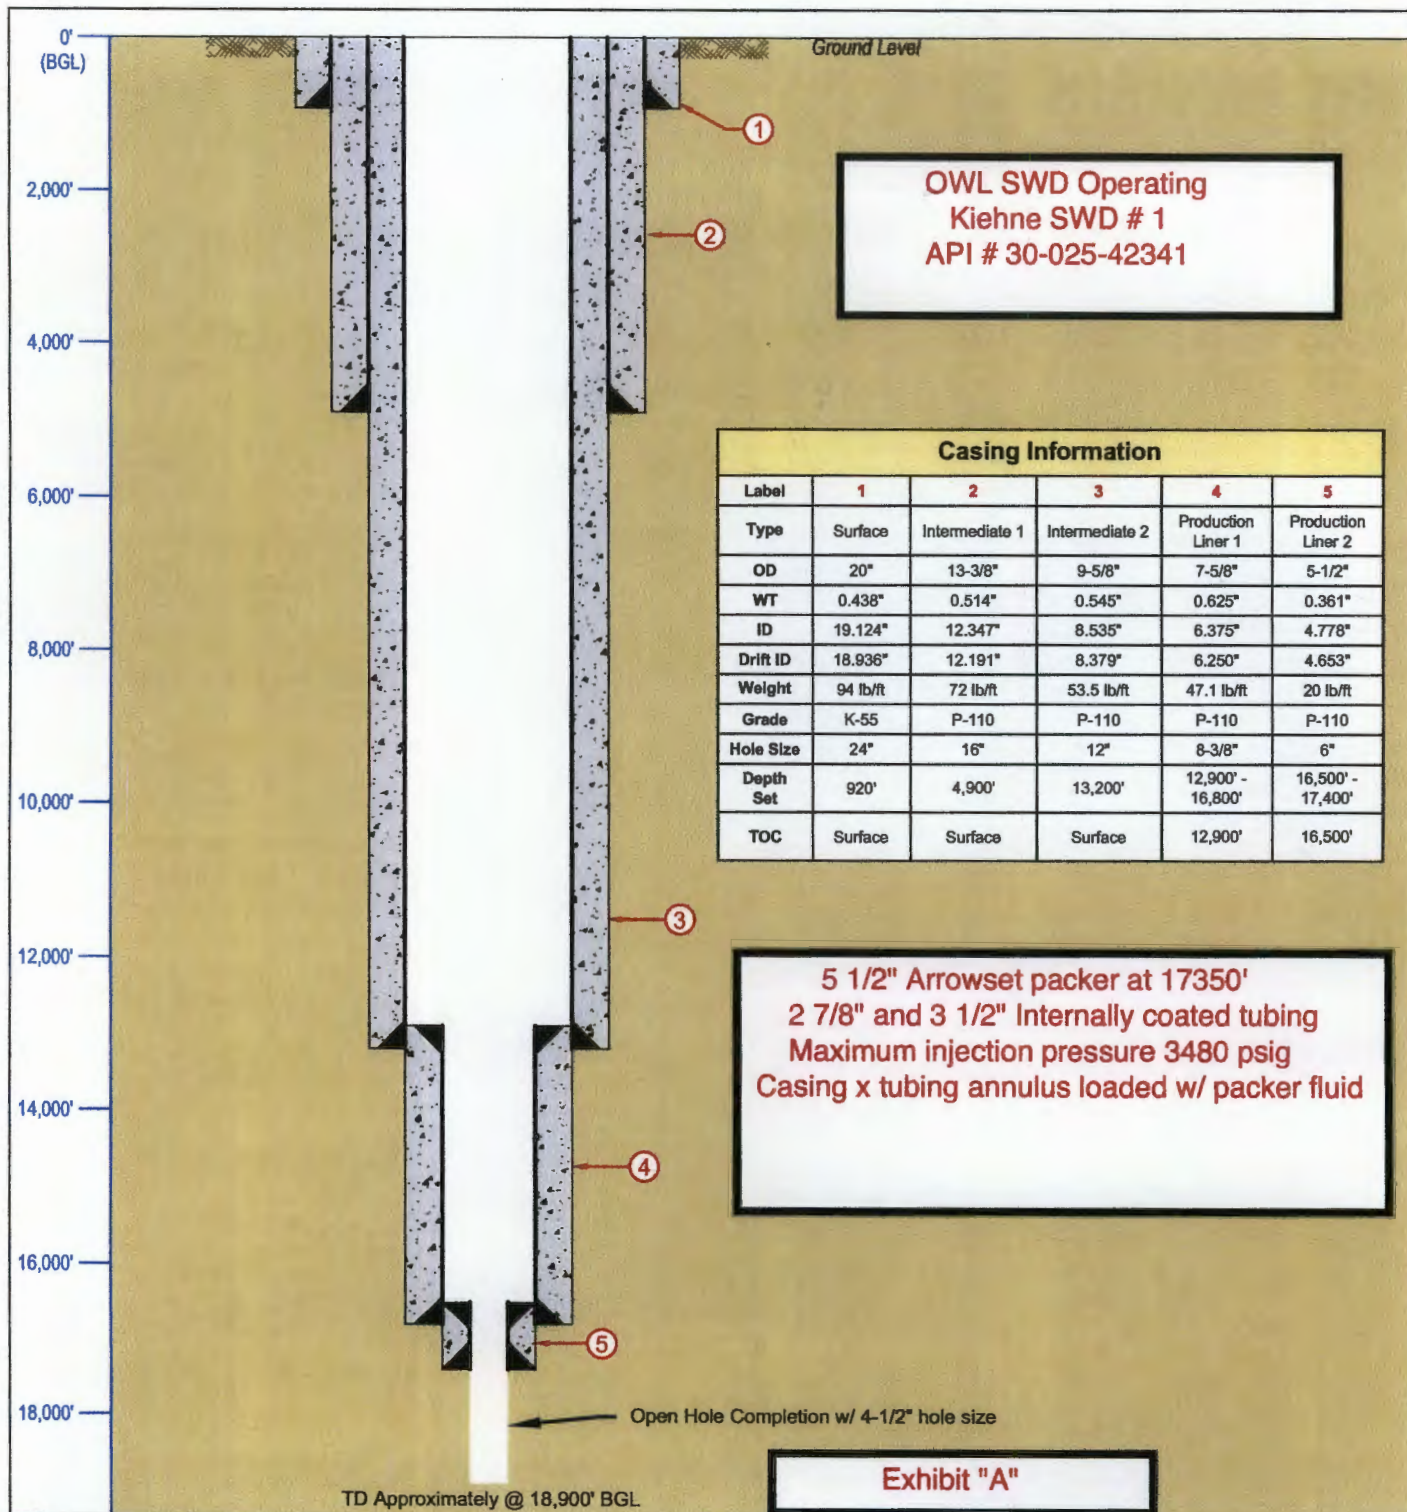 0'
(BGL)
Ground Level
1
2,000'
OWL SWD Operating
Kiehne SWD # 1
API # 30-025-42341
2
4,000'
Casing Information
Label 1 2 3 4 5
Type Surface Intermediate 1 Intermediate 2 Production Liner 1 Production Liner 2
OD 20" 13-3/8" 9-5/8" 7-5/8" 5-1/2"
WT 0.438" 0.514" 0.545" 0.625" 0.361"
ID 19.124" 12.347" 8.535" 6.375" 4.778"
Drift ID 18.936" 12.191" 8.379" 6.250" 4.653"
Weight 94 lb/ft 72 lb/ft 53.5 lb/ft 47.1 lb/ft 20 lb/ft
Grade K-55 P-110 P-110 P-110 P-110
Hole Size 24" 16" 12" 8-3/8" 6"
Depth Set 920' 4,900' 13,200' 12,900' - 16,800' 16,500' - 17,400'
TOC Surface Surface Surface 12,900' 16,500'
6,000'
8,000'
10,000'
3
12,000'
5 1/2" Arrowset packer at 17350'
2 7/8" and 3 1/2" Internally coated tubing
Maximum injection pressure 3480 psig
Casing x tubing annulus loaded w/ packer fluid
14,000'
4
16,000'
5
18,000'
Open Hole Completion w/ 4-1/2" hole size
Exhibit "A"
TD Approximately @ 18,900' BGL